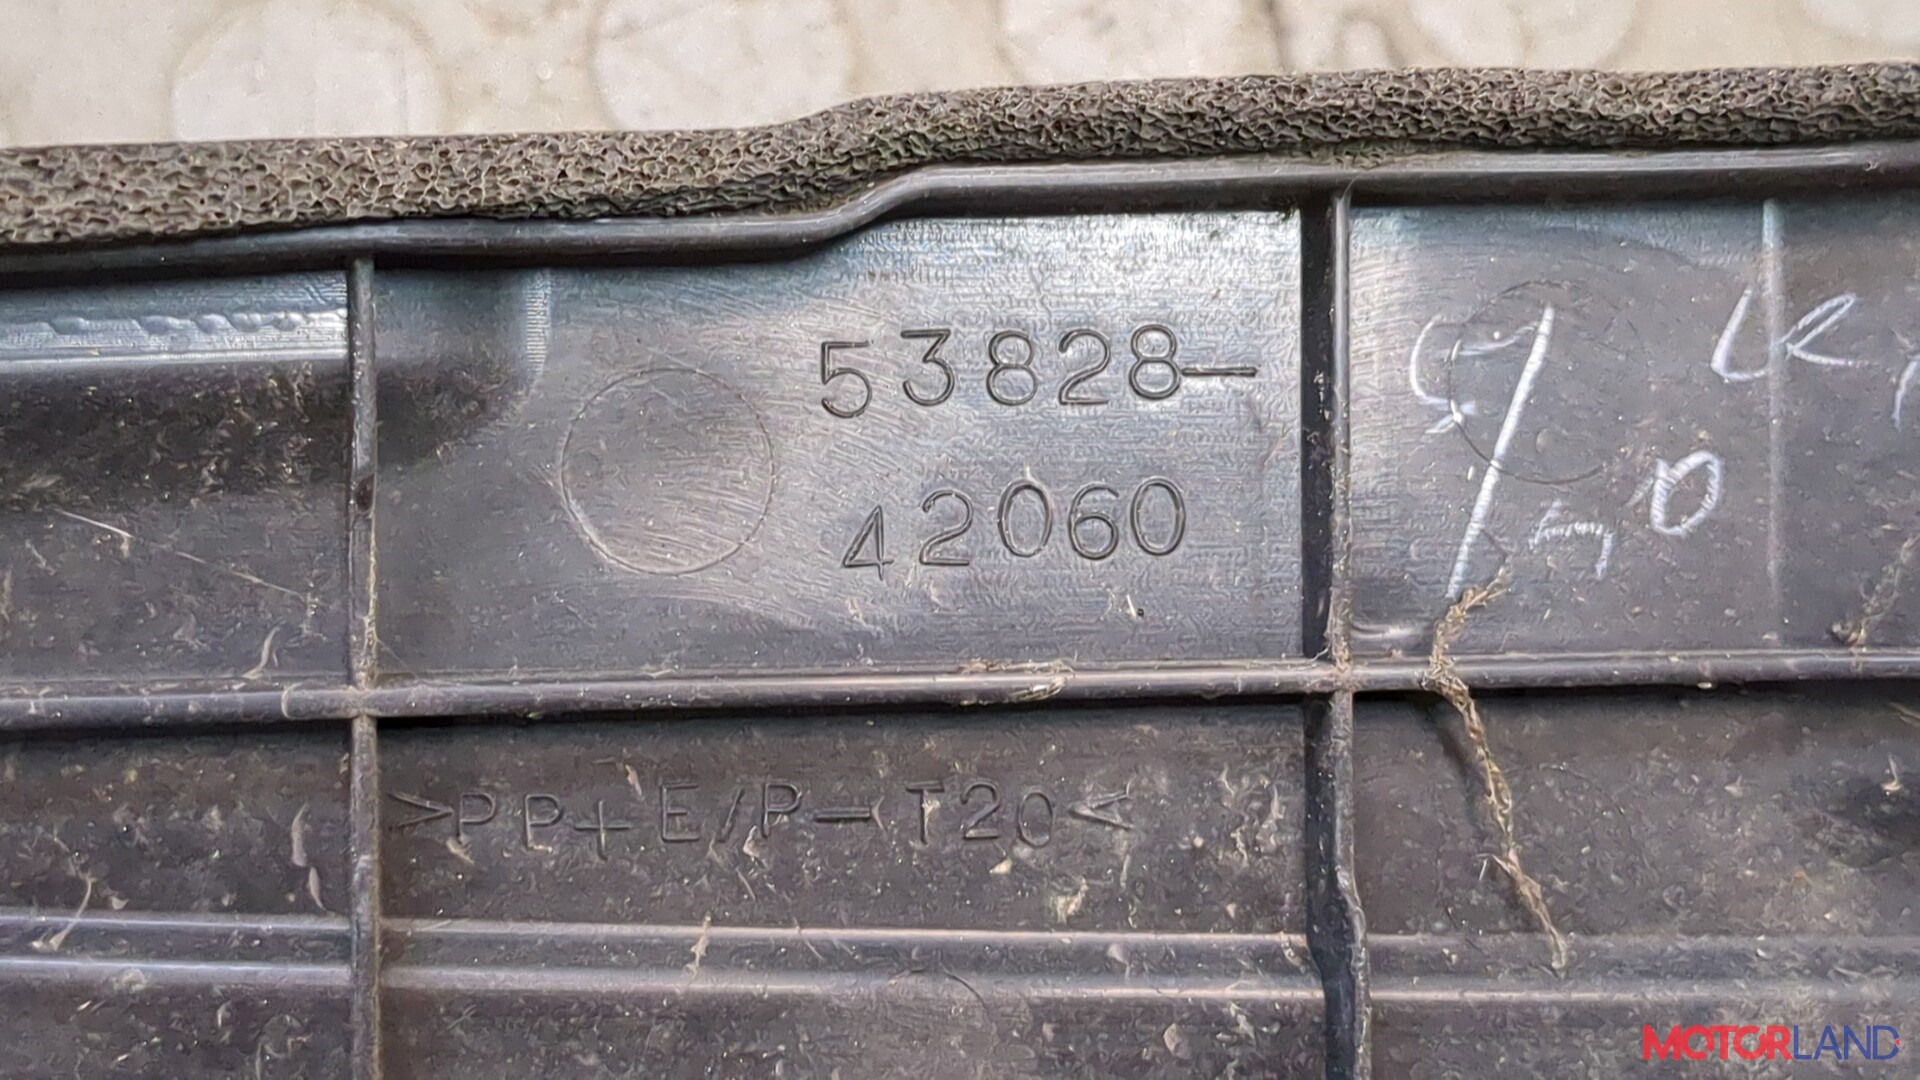 53828-
42060
>PP+E/P-T20<
MOTORLAND